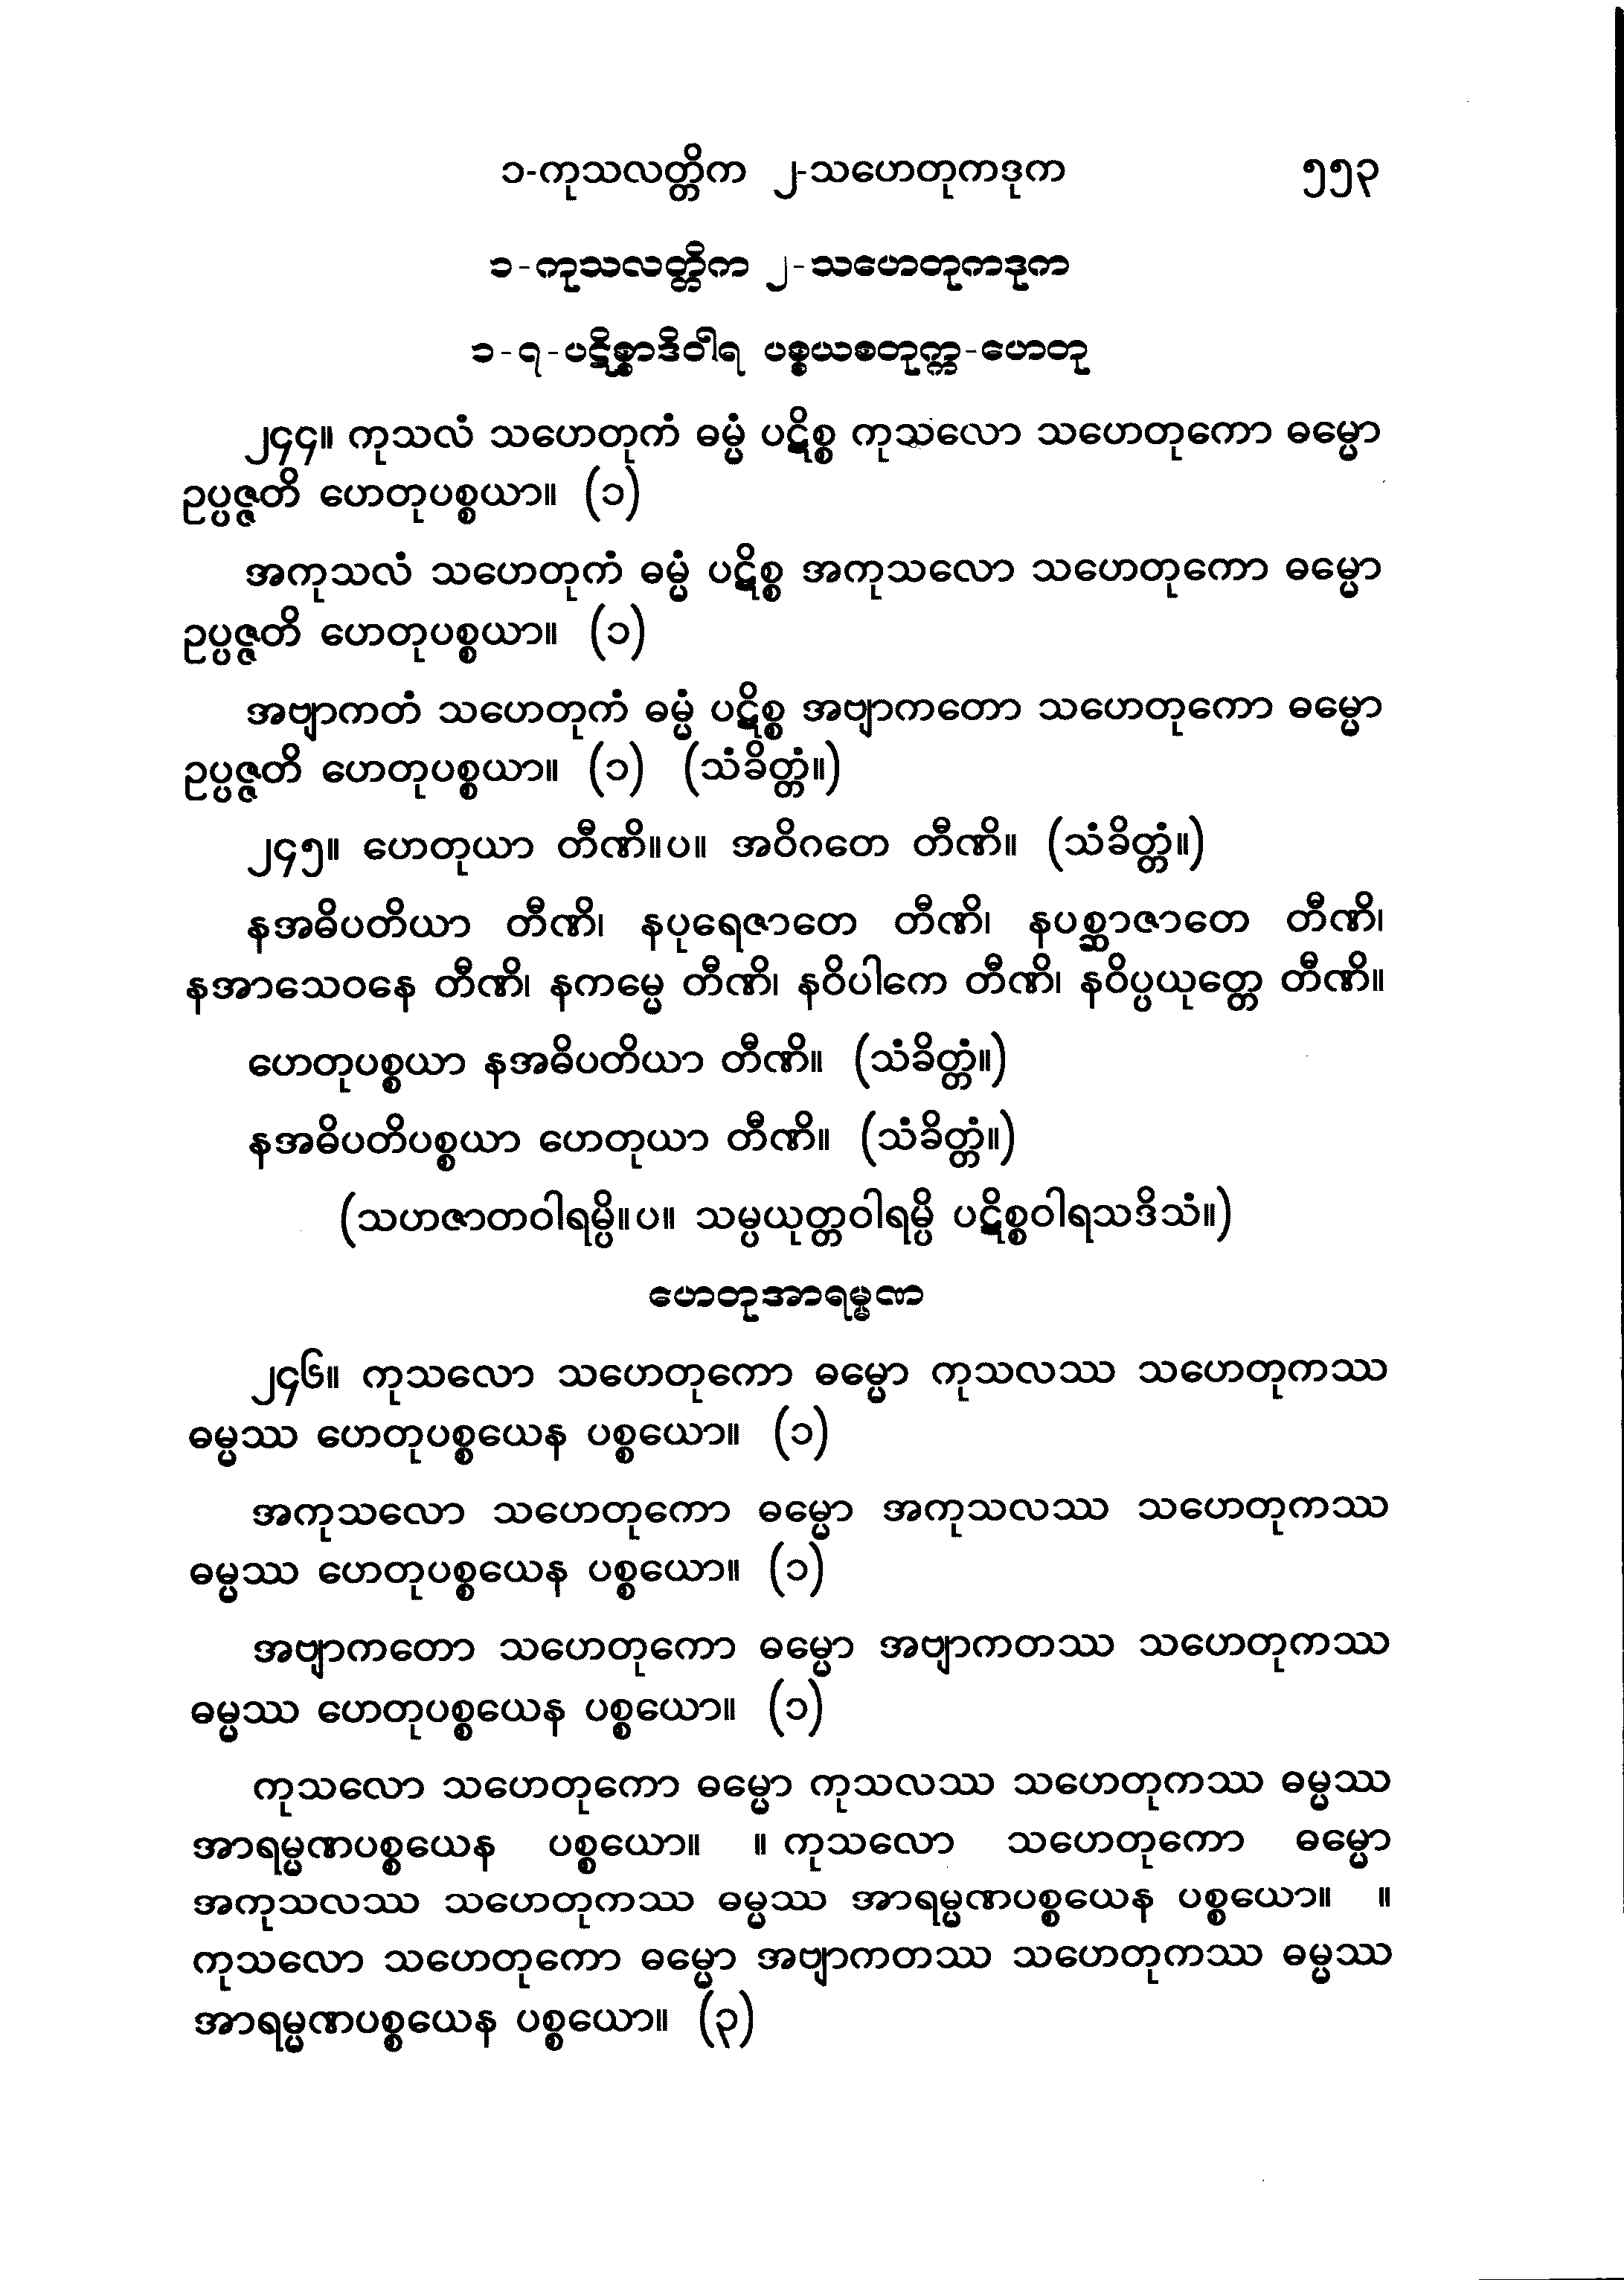 ၁-ကုသလတ္တိက ၂-သဟေတုကဒုက ၅၅၃
၁-ကုသလတ္တိက ၂-သဟေတုကဒုက
၁-၇-ပဋိစ္စာဒိဝါရ ပစ္စယစတုက္က-ဟေတု
၂၄၄။ ကုသလံ သဟေတုကံ ဓမ္မံ ပဋိစ္စ ကုသလော သဟေတုကော ဓမ္မော
ဥပ္ပဇ္ဇတိ ဟေတုပစ္စယာ။ (၁)
အကုသလံ သဟေတုကံ ဓမ္မံ ပဋိစ္စ အကုသလော သဟေတုကော ဓမ္မော
ဥပ္ပဇ္ဇတိ ဟေတုပစ္စယာ။ (၁)
အဗျာကတံ သဟေတုကံ ဓမ္မံ ပဋိစ္စ အဗျာကတော သဟေတုကော ဓမ္မော
ဥပ္ပဇ္ဇတိ ဟေတုပစ္စယာ။ (၁) (သံခိတ္တံ။)
၂၄၅။ ဟေတုယာ တီဏိ။ပ။ အဝိဂတေ တီဏိ။ (သံခိတ္တံ။)
နအဓိပတိယာ တီဏိ၊ နပုရေဇာတေ တီဏိ၊ နပစ္ဆာဇာတေ တီဏိ၊
နအာသေဝနေ တီဏိ၊ နကမ္မေ တီဏိ၊ နဝိပါကေ တီဏိ၊ နဝိပ္ပယုတ္တေ တီဏိ။
ဟေတုပစ္စယာ နအဓိပတိယာ တီဏိ။ (သံခိတ္တံ။)
နအဓိပတိပစ္စယာ ဟေတုယာ တီဏိ။ (သံခိတ္တံ။)
(သဟဇာတဝါရမ္ပိ။ပ။ သမ္ပယုတ္တဝါရမ္ပိ ပဋိစ္စဝါရသဒိသံ။)
ဟေတုအာရမ္မဏ
၂၄၆။ ကုသလော သဟေတုကော ဓမ္မော ကုသလဿ သဟေတုကဿ
ဓမ္မဿ ဟေတုပစ္စယေန ပစ္စယော။ (၁)
အကုသလော သဟေတုကော ဓမ္မော အကုသလဿ သဟေတုကဿ
ဓမ္မဿ ဟေတုပစ္စယေန ပစ္စယော။ (၁)
အဗျာကတော သဟေတုကော ဓမ္မော အဗျာကတဿ သဟေတုကဿ
ဓမ္မဿ ဟေတုပစ္စယေန ပစ္စယော။ (၁)
ကုသလော သဟေတုကော ဓမ္မော ကုသလဿ သဟေတုကဿ ဓမ္မဿ
အာရမ္မဏပစ္စယေန ပစ္စယော။ ။ ကုသလော သဟေတုကော ဓမ္မော
အကုသလဿ သဟေတုကဿ ဓမ္မဿ အာရမ္မဏပစ္စယေန ပစ္စယော။ ။
ကုသလော သဟေတုကော ဓမ္မော အဗျာကတဿ သဟေတုကဿ ဓမ္မဿ
အာရမ္မဏပစ္စယေန ပစ္စယော။ (၃)